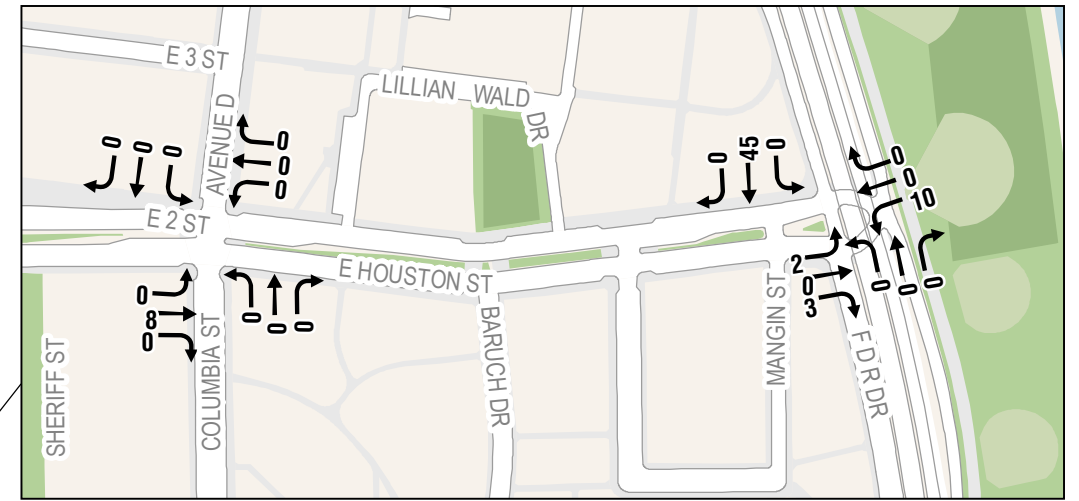 E 3 ST
AVENUE D
LILLIAN WALD DR
0
0
0
0
0
0
0
45
0
0
0
10
E 2 ST
E HOUSTON ST
0
8
0
0
0
0
2
0
3
0
0
0
SHERIFF ST
COLUMBIA ST
BARUCH DR
MANGIN ST
F D R DR